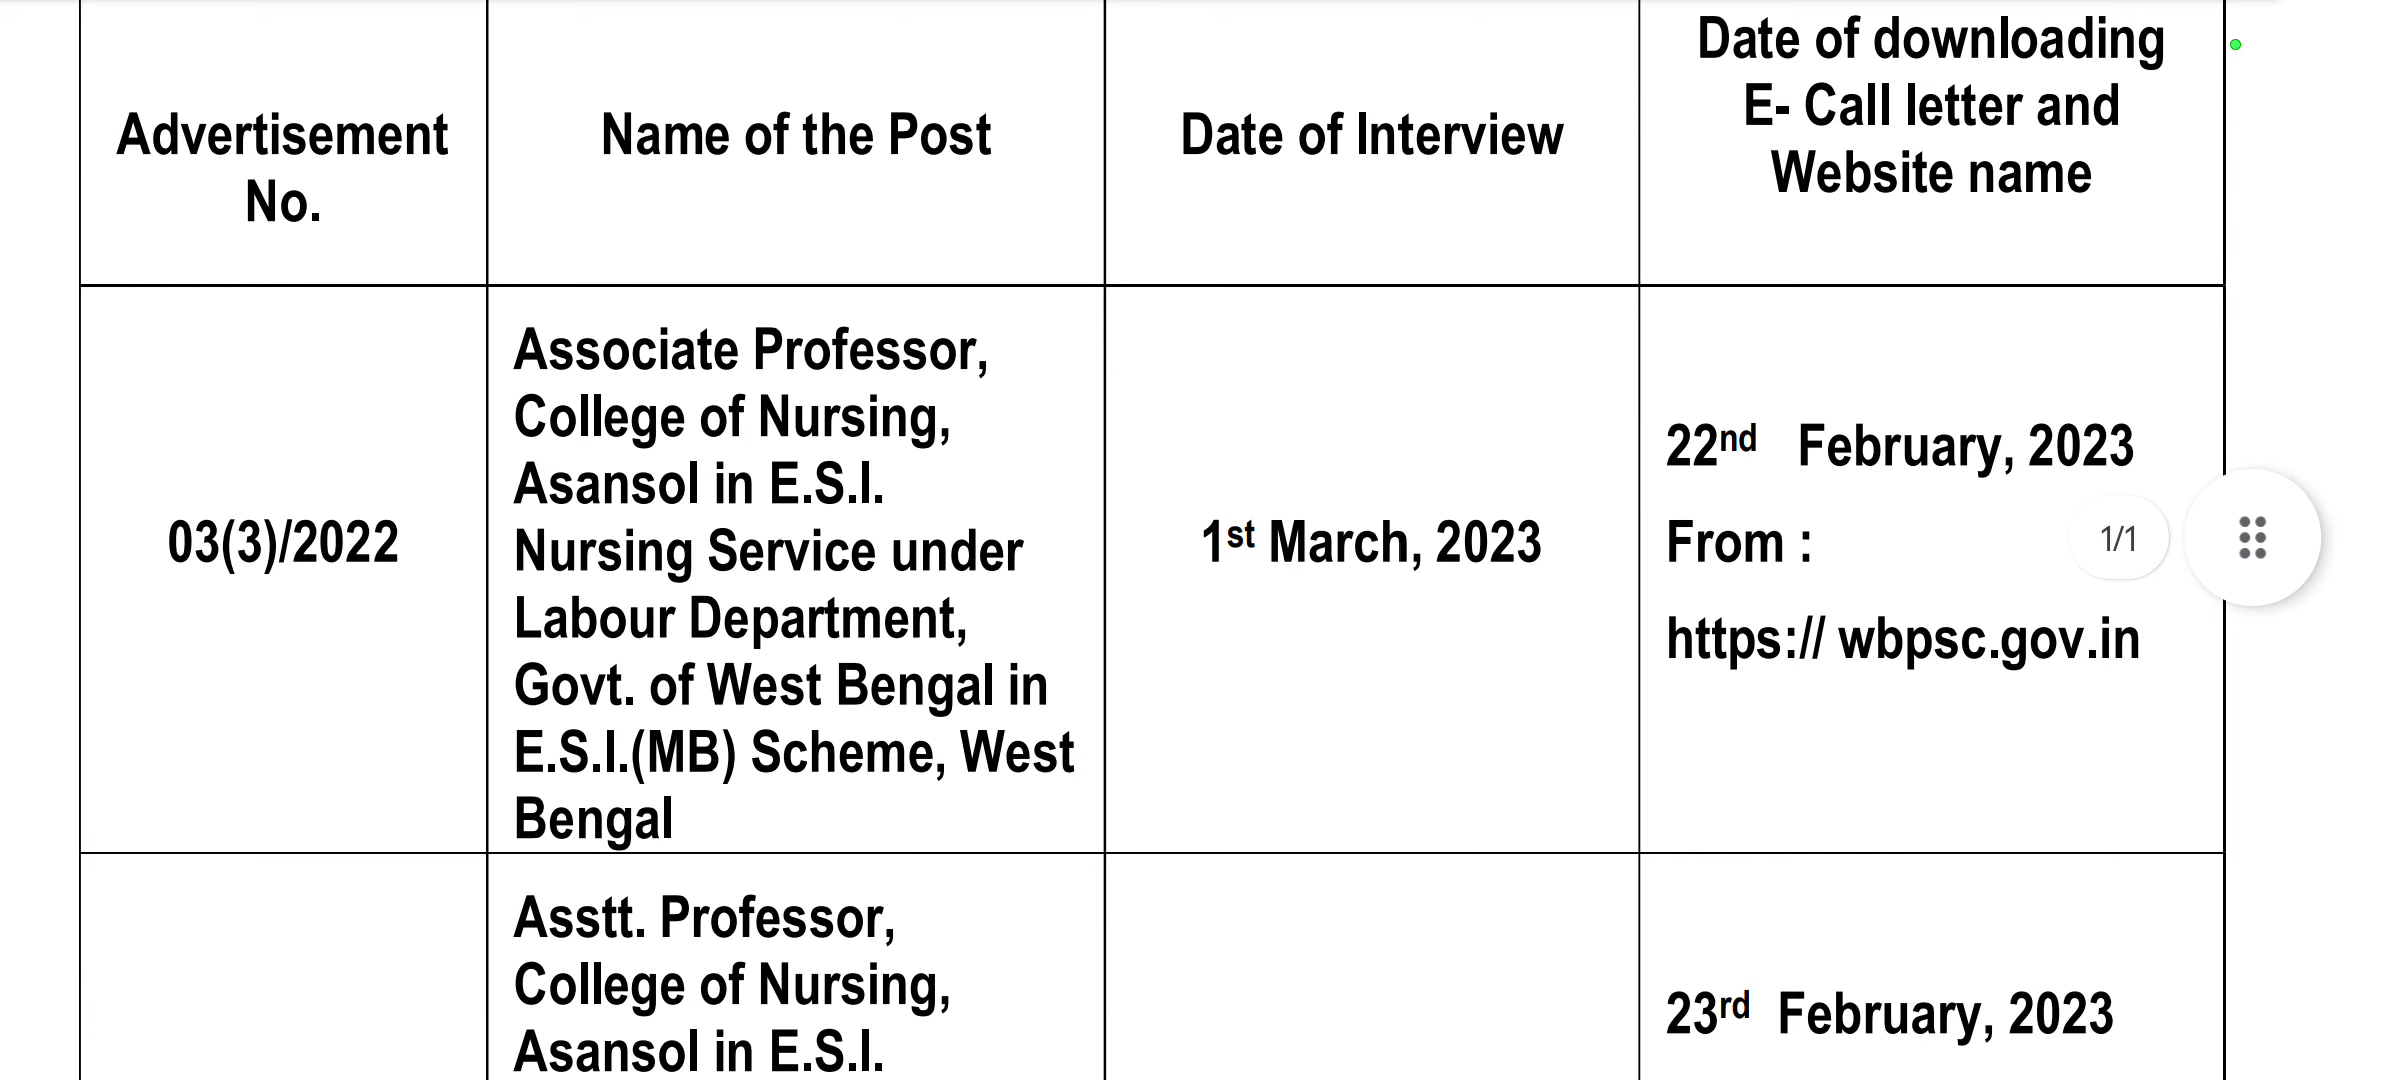 Advertisement
No.
Name of the Post
Date of Interview
Date of downloading
E- Call letter and
Website name
03(3)/2022
Associate Professor,
College of Nursing,
Asansol in E.S.I.
Nursing Service under
Labour Department,
Govt. of West Bengal in
E.S.I.(MB) Scheme, West
Bengal
1st March, 2023
22nd February, 2023
From :
https:// wbpsc.gov.in
1/1
Asstt. Professor,
College of Nursing,
Asansol in E.S.I.
23rd February, 2023